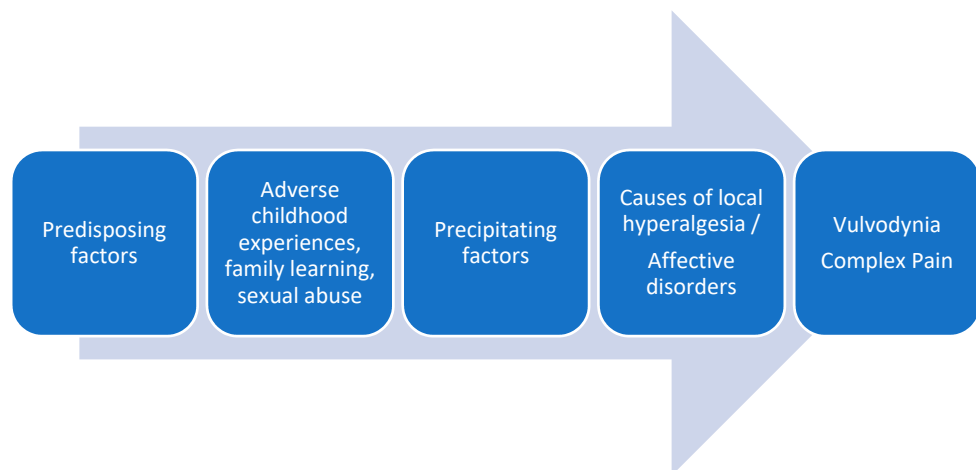 Predisposing
factors
Adverse
childhood
experiences,
family learning,
sexual abuse
Precipitating
factors
Causes of local
hyperalgesia /
Affective
disorders
Vulvodynia
Complex Pain